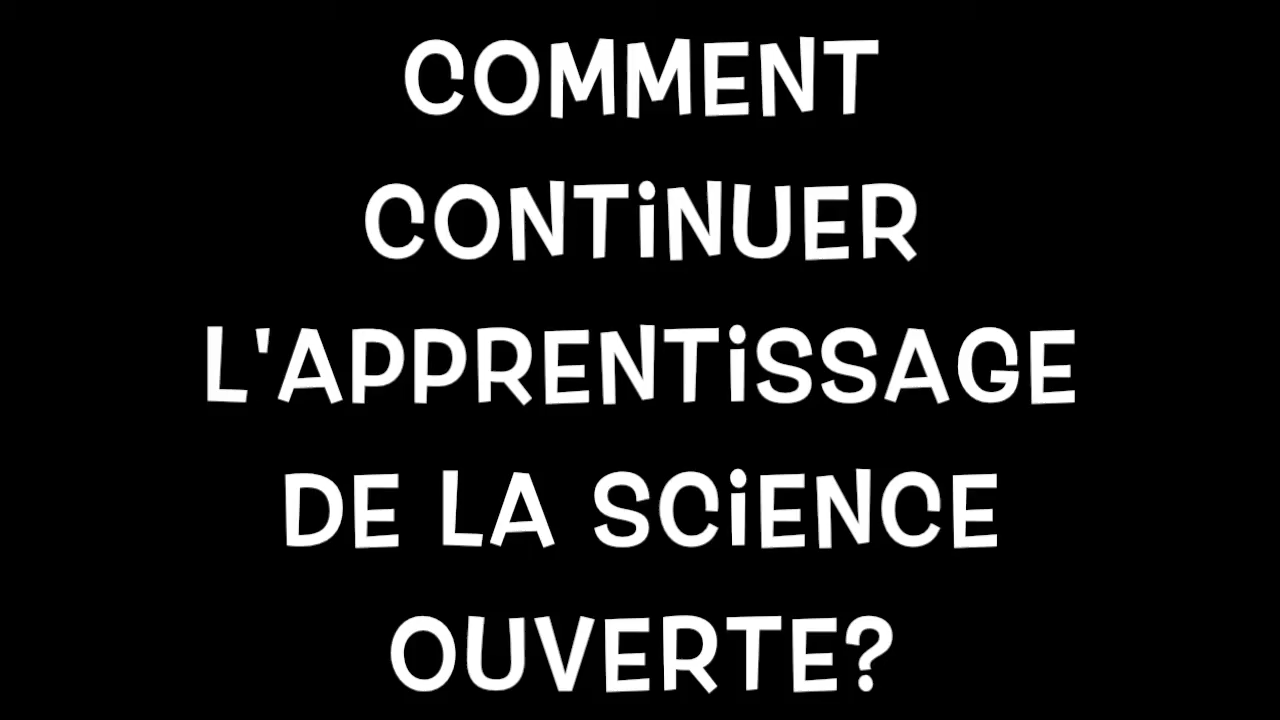 COMMENT
CONTiNUER
L'APPRENTiSSAGE
DE LA SCiENCE
OUVERTE?